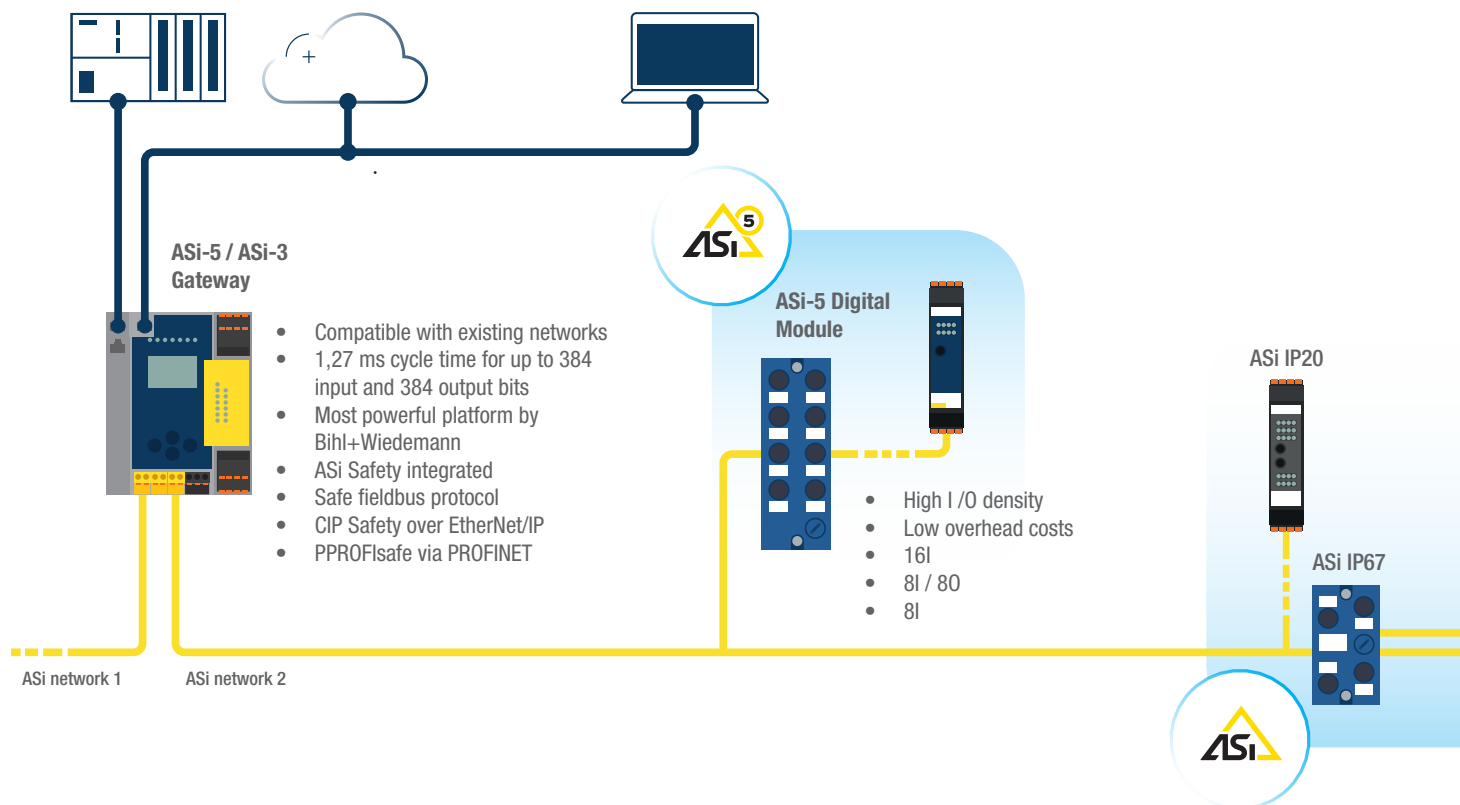 ASi-5 / ASi-3
Gateway
• Compatible with existing networks
• 1,27 ms cycle time for up to 384
input and 384 output bits
• Most powerful platform by
Bihl+Wiedemann
• ASi Safety integrated
• Safe fieldbus protocol
• CIP Safety over EtherNet/IP
• PPROFIsafe via PROFINET
ASi network 1
ASi network 2
ASi 5
ASi-5 Digital
Module
• High I /O density
• Low overhead costs
• 16I
• 8I / 8O
• 8I
ASi IP20
ASi IP67
ASi